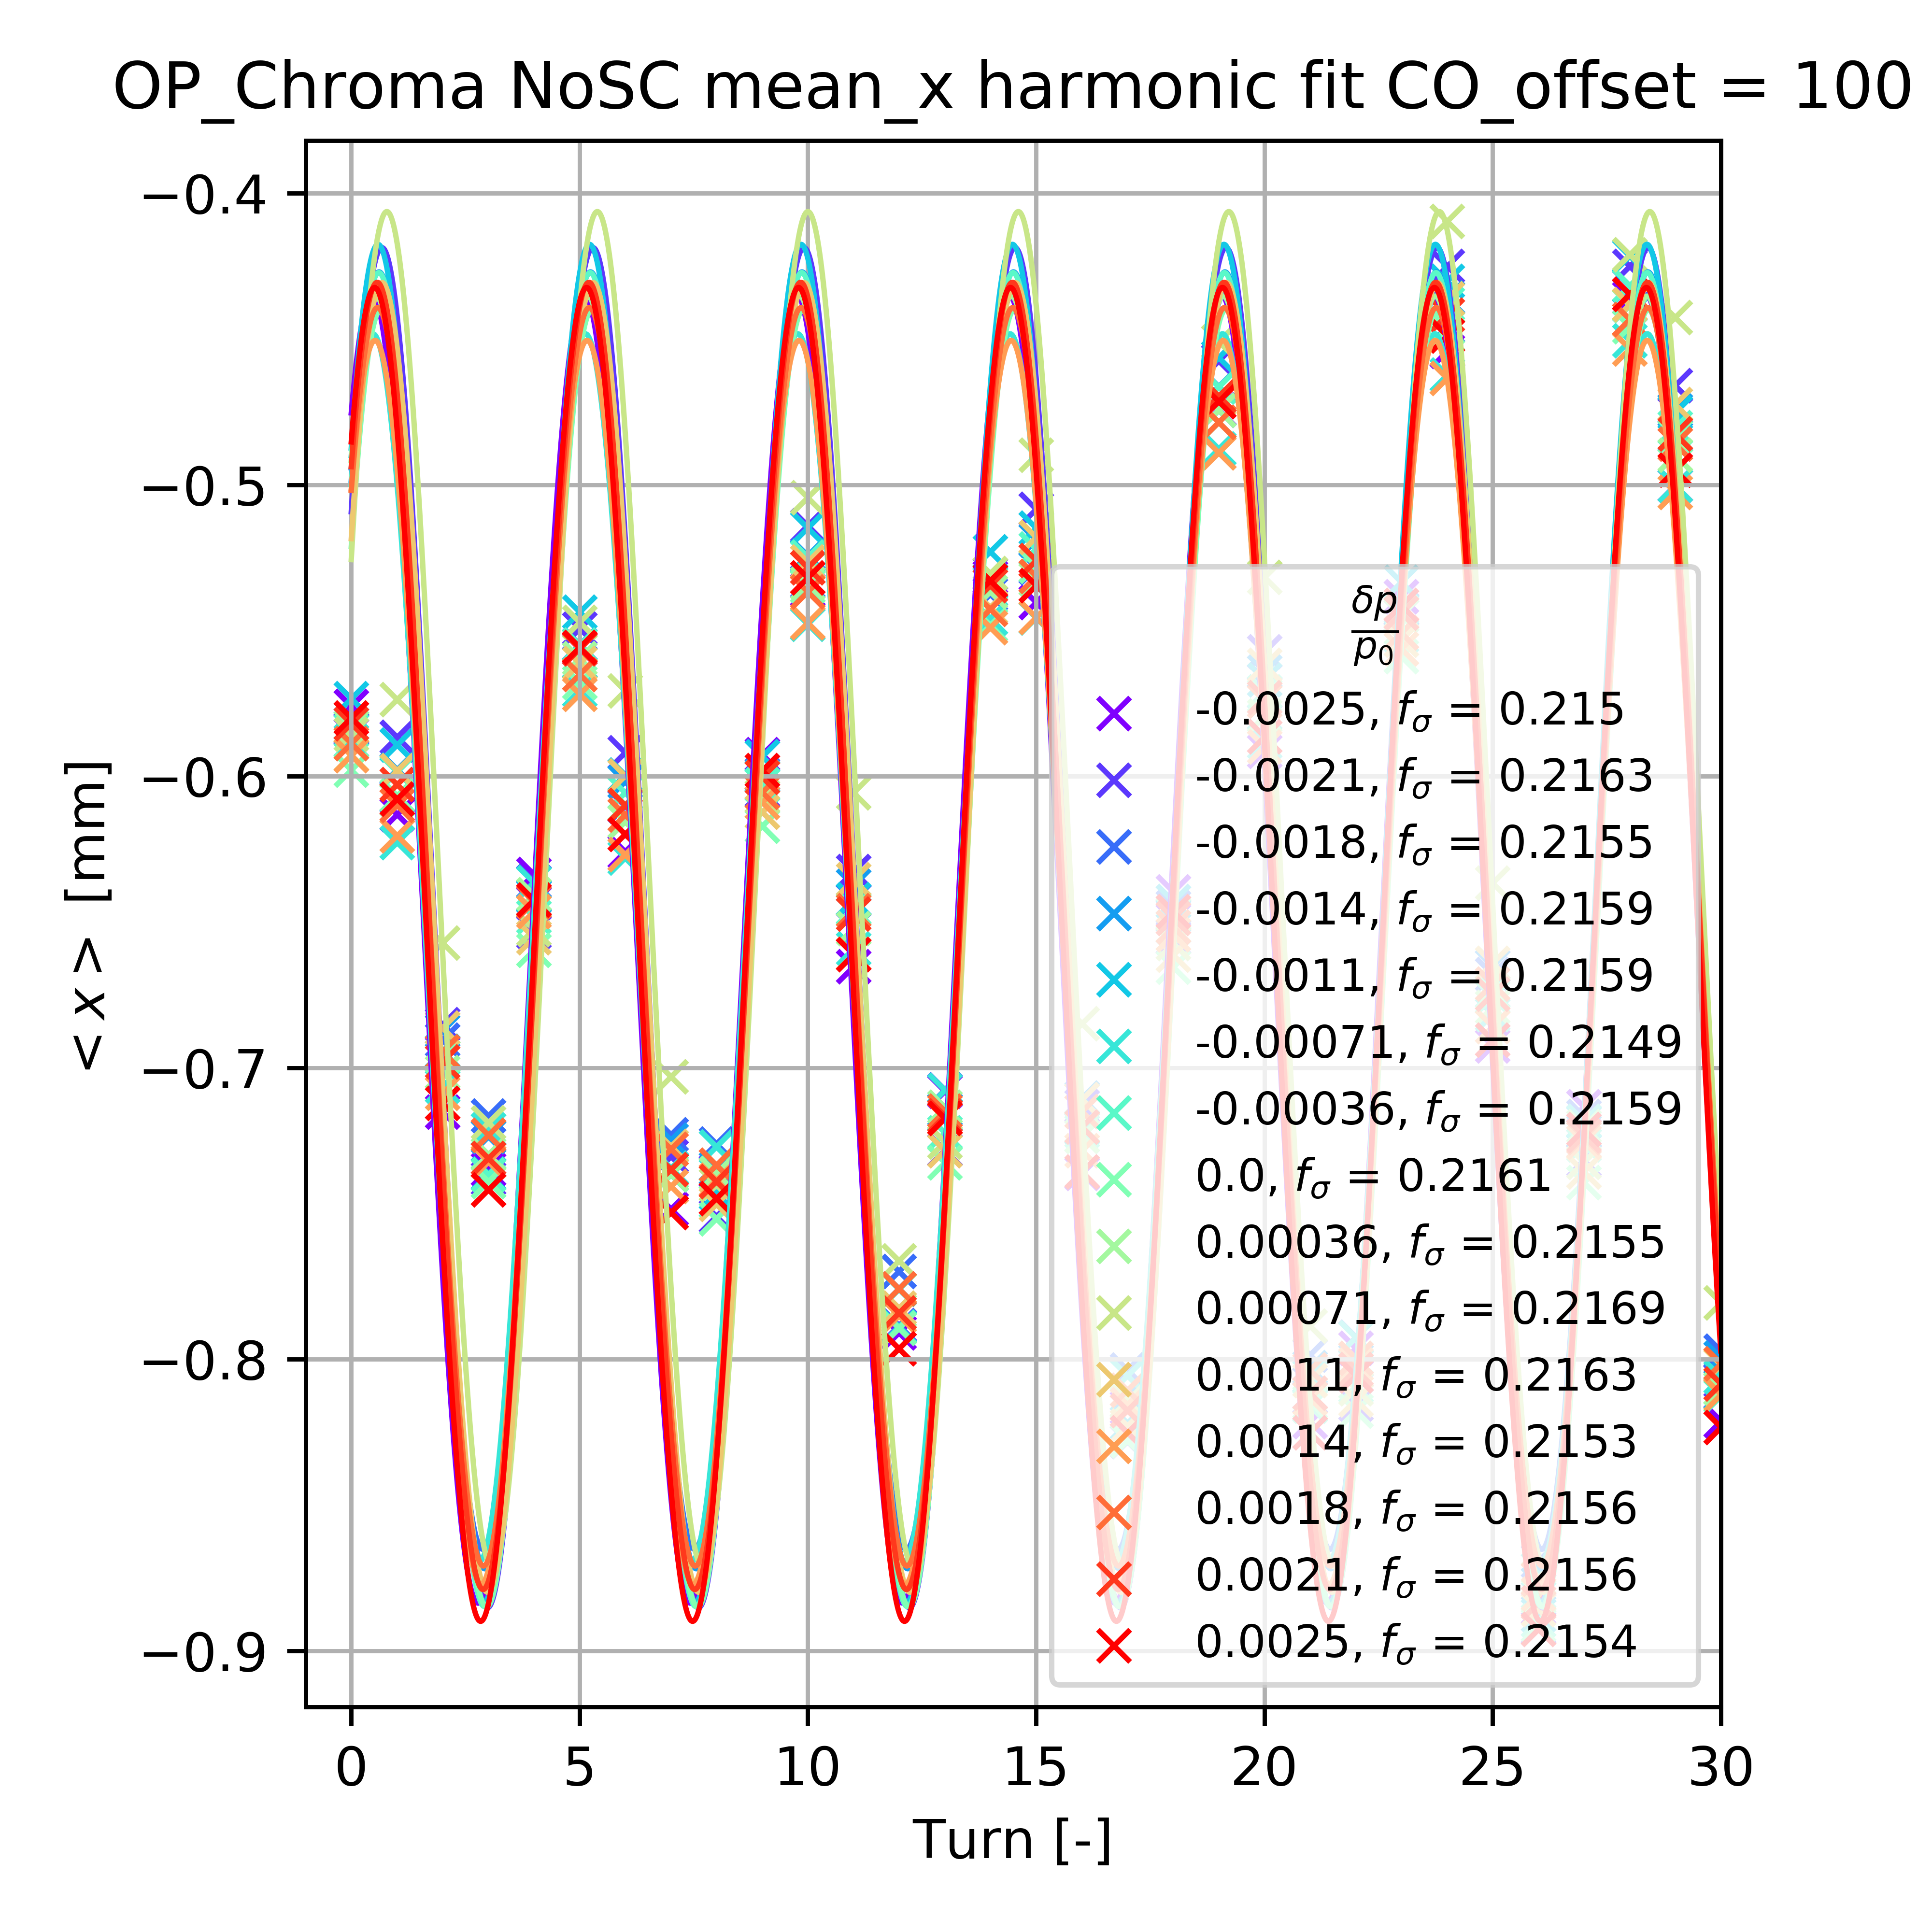 OP_Chroma NoSC mean_x harmonic fit CO_offset = 100
−0.4
−0.5
−0.6
−0.7
−0.8
−0.9
< x > [mm]
0 5 10 15 20 25 30
Turn [-]
δp
p₀
-0.0025, fσ = 0.215
-0.0021, fσ = 0.2163
-0.0018, fσ = 0.2155
-0.0014, fσ = 0.2159
-0.0011, fσ = 0.2159
-0.00071, fσ = 0.2149
-0.00036, fσ = 0.2159
0.0, fσ = 0.2161
0.00036, fσ = 0.2155
0.00071, fσ = 0.2169
0.0011, fσ = 0.2163
0.0014, fσ = 0.2153
0.0018, fσ = 0.2156
0.0021, fσ = 0.2156
0.0025, fσ = 0.2154